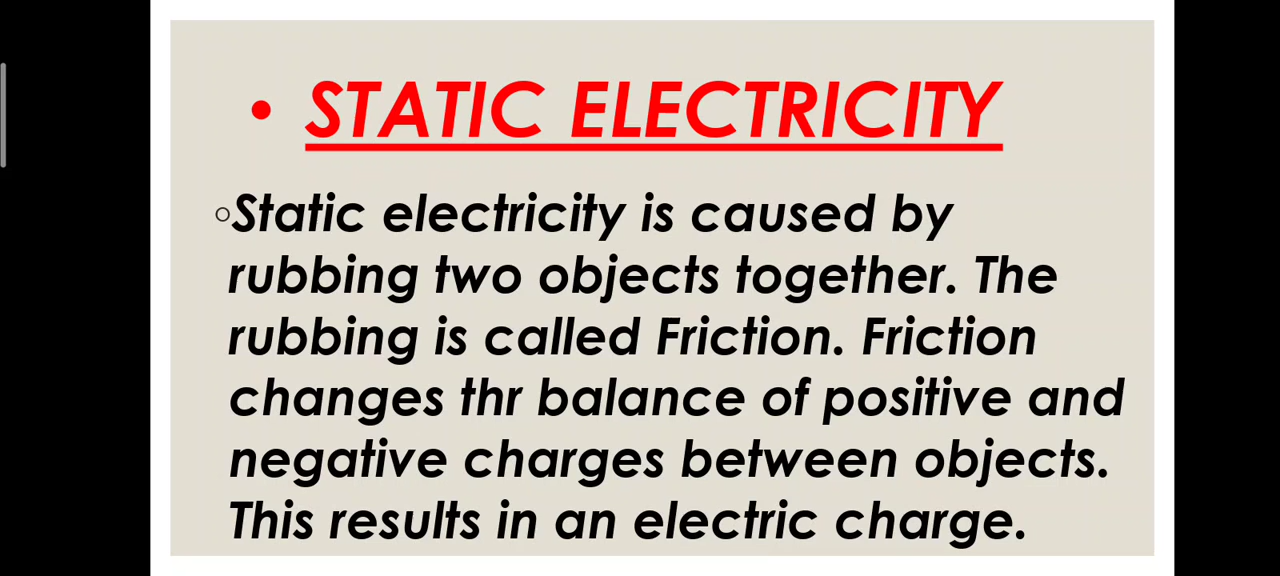 • STATIC ELECTRICITY
◦Static electricity is caused by
rubbing two objects together. The
rubbing is called Friction. Friction
changes thr balance of positive and
negative charges between objects.
This results in an electric charge.